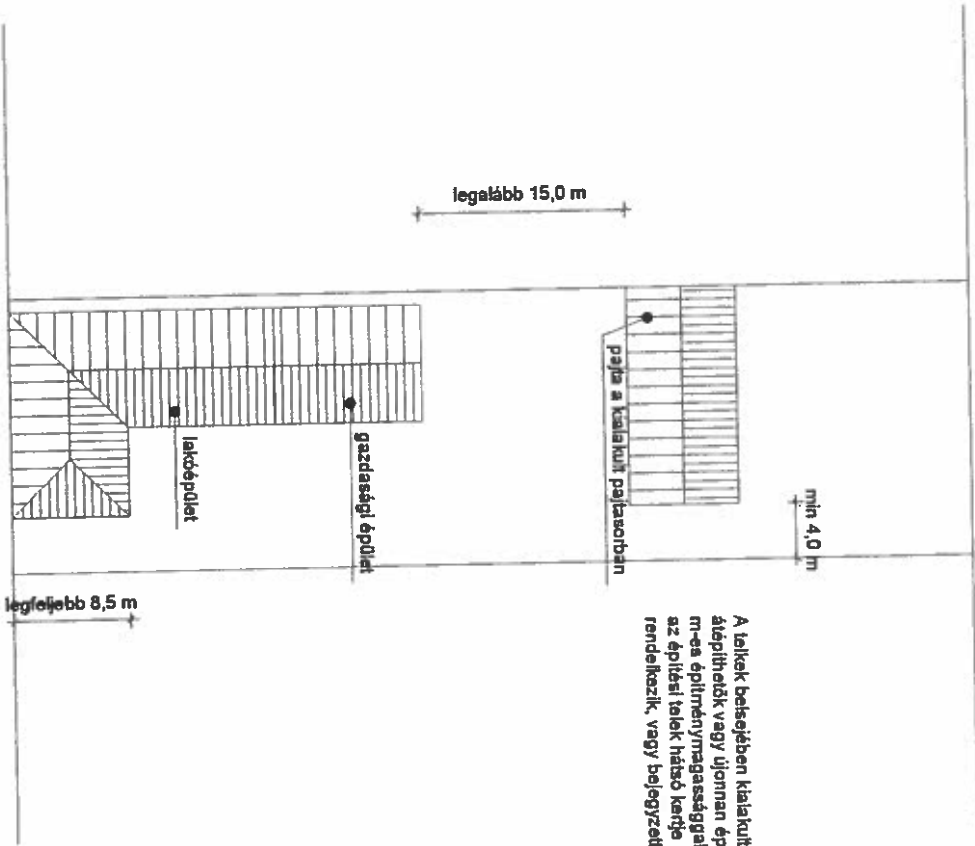 legalább 15,0 m
pajta a kialakult pajtasorban
min 4,0 m
gazdasági épület
lakóépület
legfeljebb 8,5 m
A telkek belsejében kialakult
átépíthetők vagy újonnan ép
m-es építménymagassággal
az építési telek hátsó kertje
rendelkezik, vagy bejegyzett